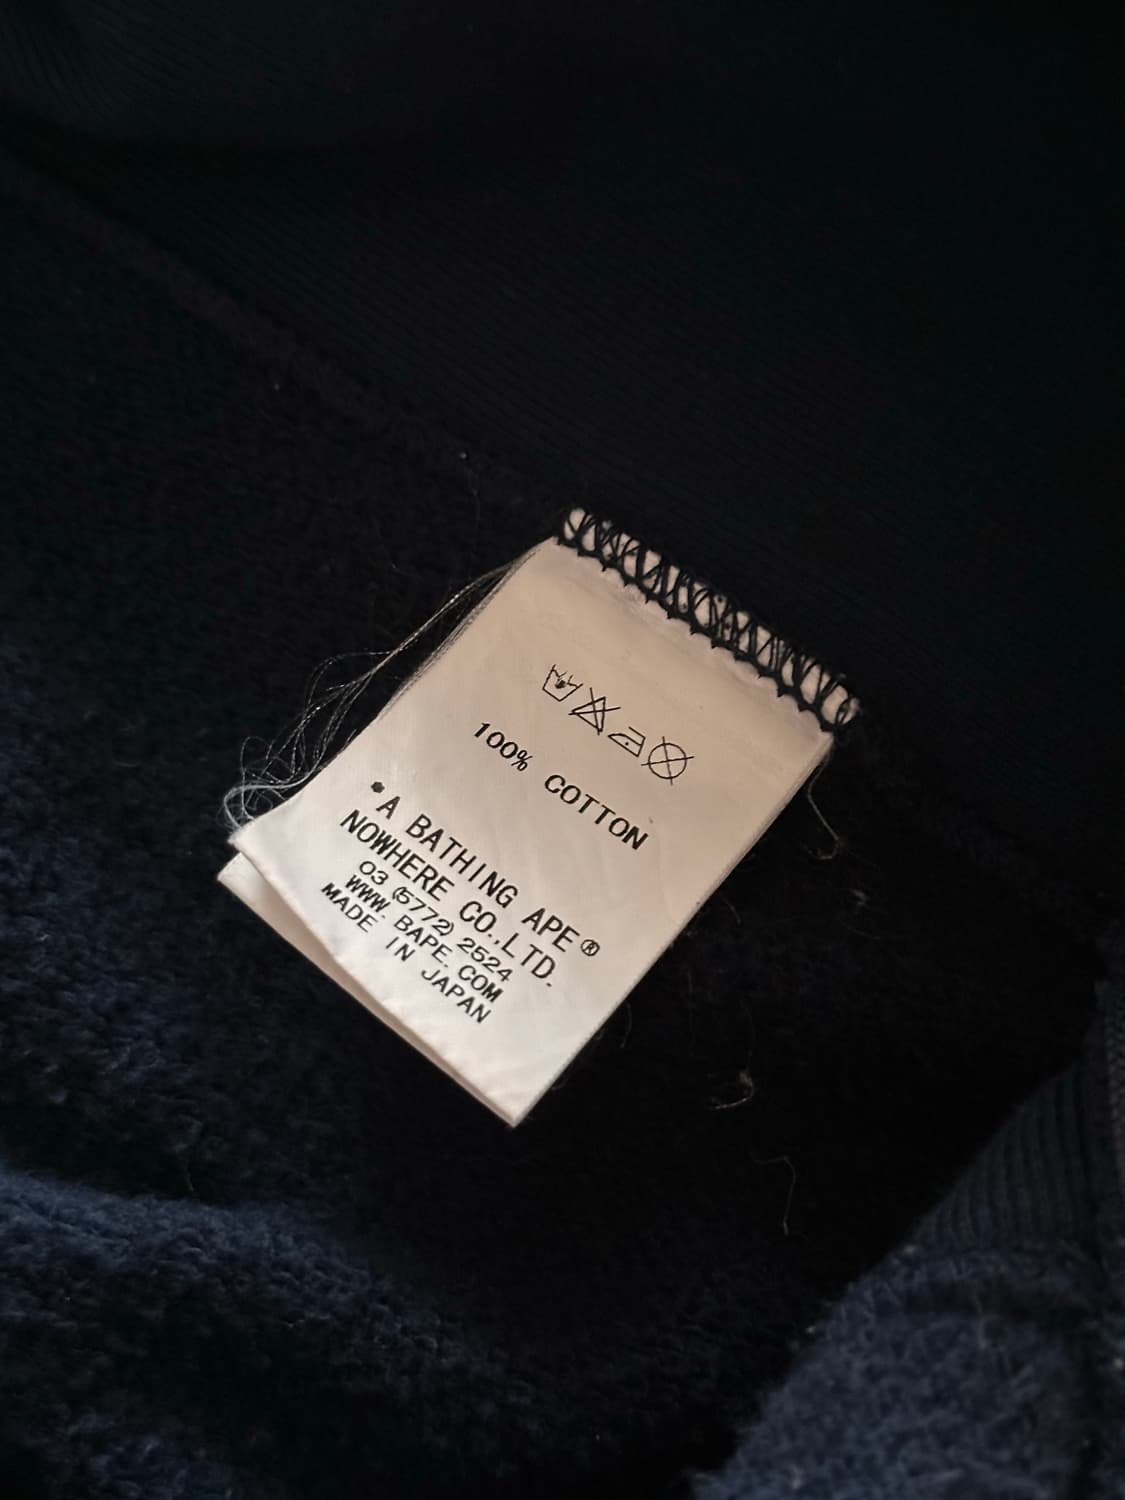 100% COTTON
•A BATHING APE®
NOWHERE CO.,LTD.
03 (5772) 2524
WWW. BAPE. COM
MADE IN JAPAN